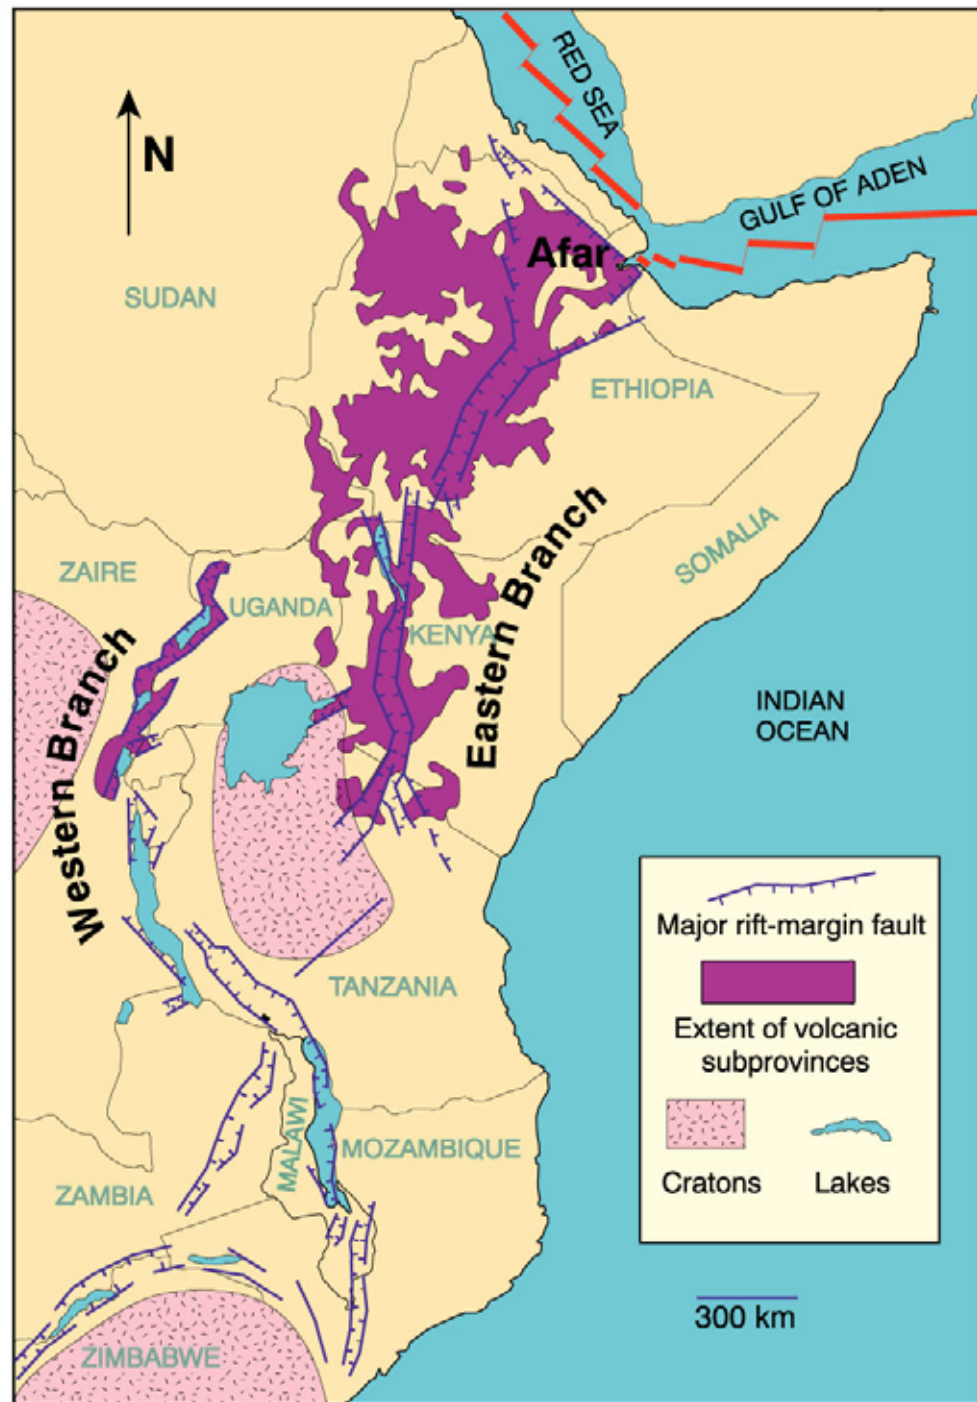 RED SEA
N
GULF OF ADEN
Afar
SUDAN
ETHIOPIA
Eastern Branch
SOMALIA
ZAIRE
UGANDA
KENYA
Western Branch
INDIAN
OCEAN
TANZANIA
MALAWI
MOZAMBIQUE
ZAMBIA
ZIMBABWE
Major rift-margin fault
Extent of volcanic
subprovinces
Cratons
Lakes
300 km